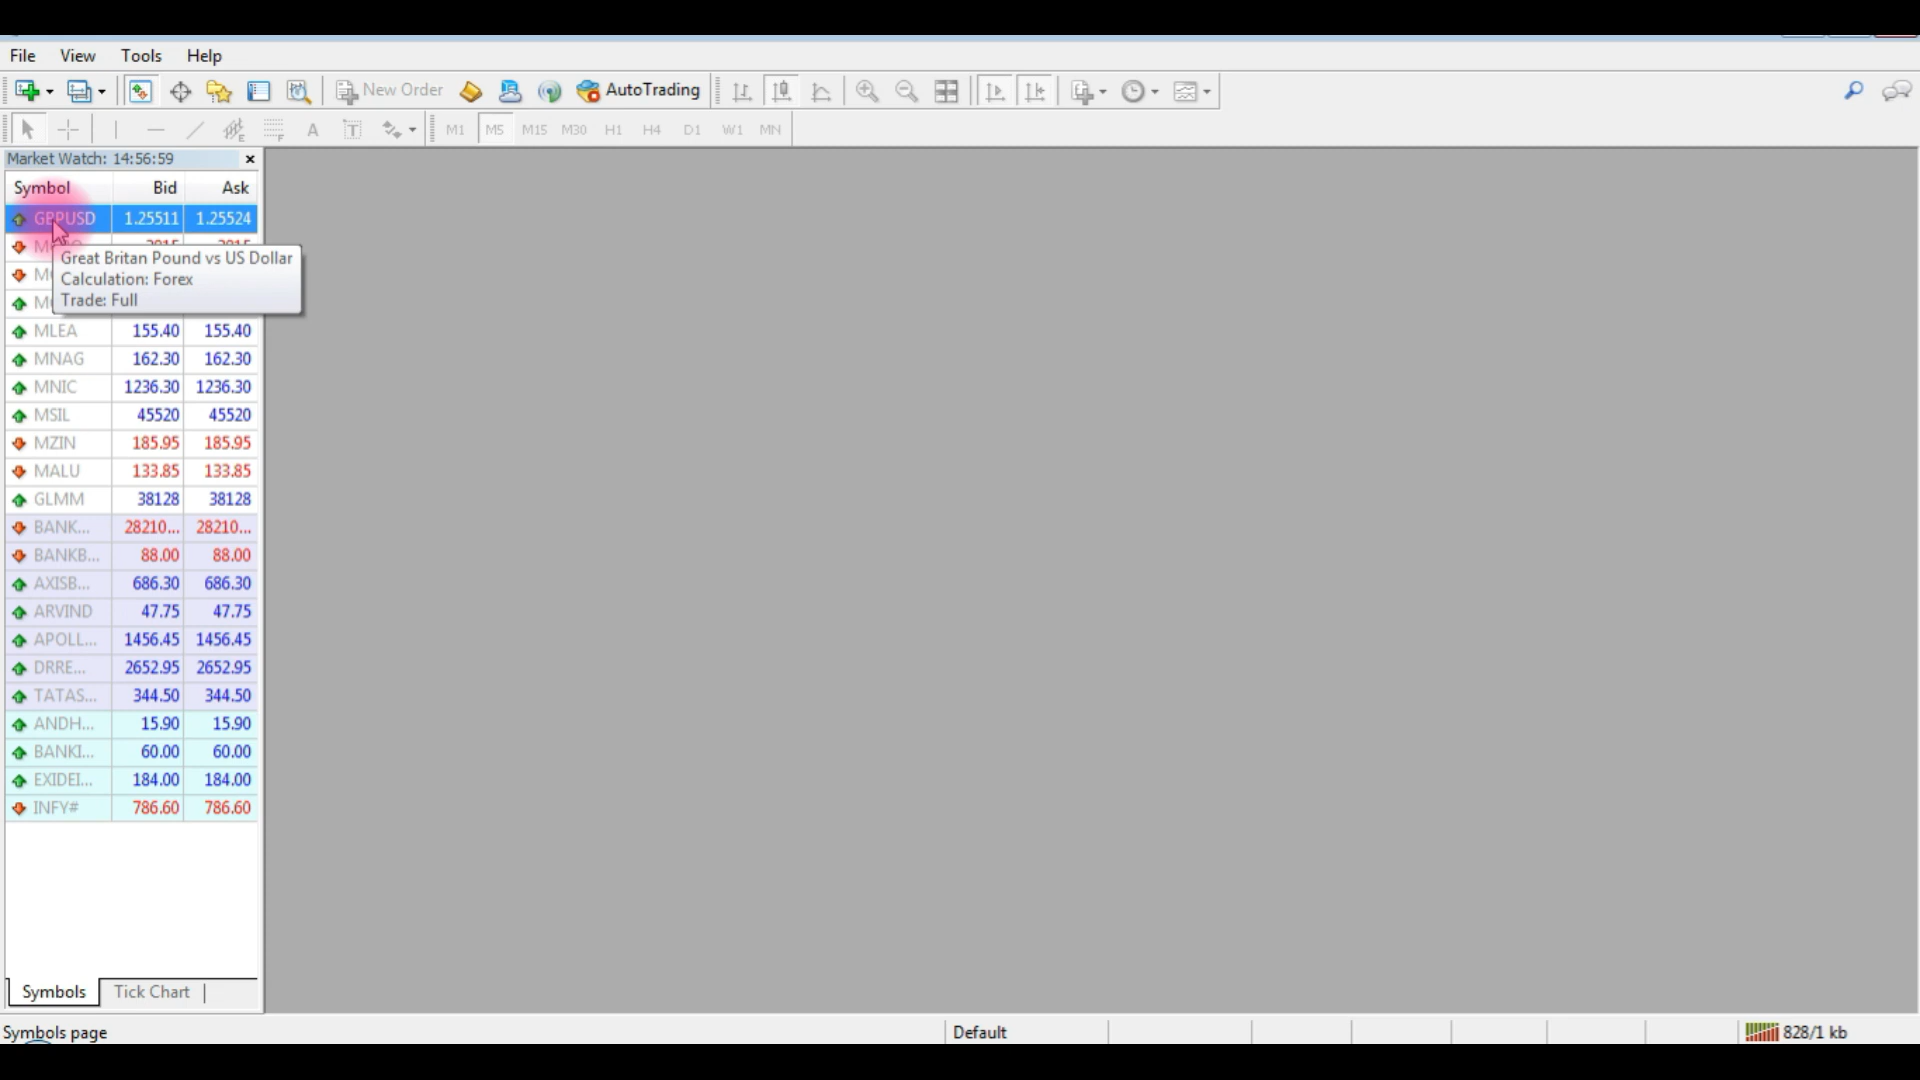 File View Tools Help
New Order AutoTrading
A T M1 M5 M15 M30 H1 H4 D1 W1 MN
Market Watch: 14:56:59
Symbol Bid Ask
GBPUSD 1.25511 1.25524
Great Britan Pound vs US Dollar
Calculation: Forex
Trade: Full
MLEA 155.40 155.40
MNAG 162.30 162.30
MNIC 1236.30 1236.30
MSIL 45520 45520
MZIN 185.95 185.95
MALU 133.85 133.85
GLMM 38128 38128
BANK... 28210... 28210...
BANKB... 88.00 88.00
AXISB... 686.30 686.30
ARVIND 47.75 47.75
APOLL... 1456.45 1456.45
DRRE... 2652.95 2652.95
TATAS... 344.50 344.50
ANDH... 15.90 15.90
BANKI... 60.00 60.00
EXIDEI... 184.00 184.00
INFY# 786.60 786.60
Symbols Tick Chart
Symbols page Default 828/1 kb